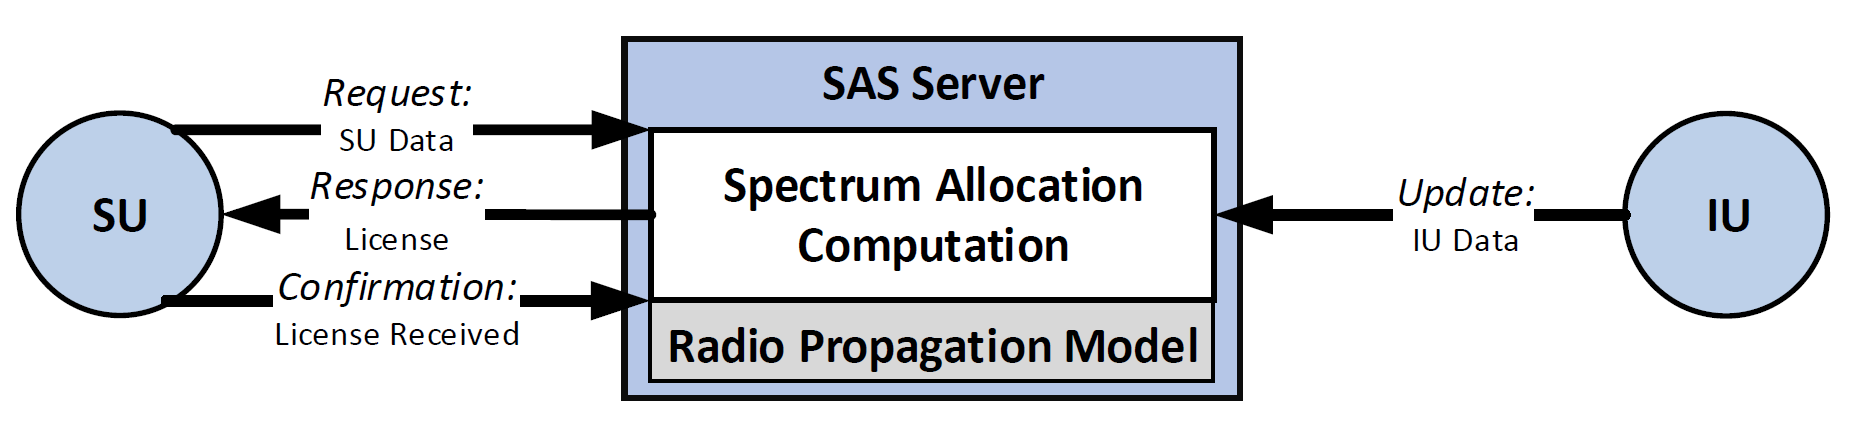 SAS Server
Request:
SU Data
Response:
License
Confirmation:
License Received
SU
Spectrum Allocation
Computation
Radio Propagation Model
Update:
IU Data
IU